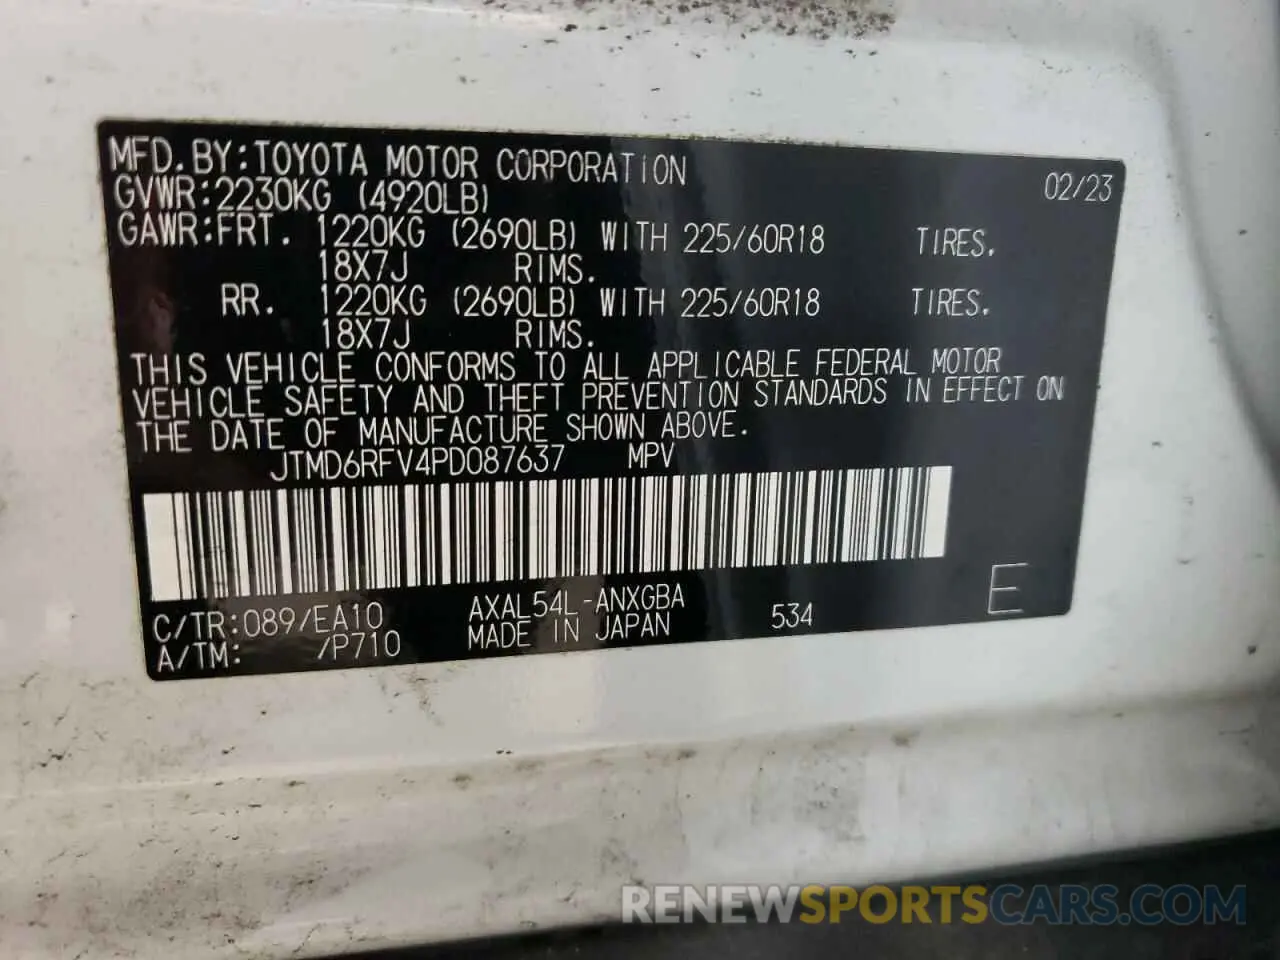 MFD.BY:TOYOTA MOTOR CORPORATION 02/23
GVWR:2230KG (4920LB)
GAWR:FRT. 1220KG (2690LB) WITH 225/60R18 TIRES.
18X7J RIMS.
RR. 1220KG (2690LB) WITH 225/60R18 TIRES.
18X7J RIMS.
THIS VEHICLE CONFORMS TO ALL APPLICABLE FEDERAL MOTOR
VEHICLE SAFETY AND THEFT PREVENTION STANDARDS IN EFFECT ON
THE DATE OF MANUFACTURE SHOWN ABOVE.
JTMD6RFV4PD087637 MPV
C/TR:089/EA10 AXAL54L-ANXGBA 534 E
A/TM: /P710 MADE IN JAPAN
RENEWSPORTSCARS.COM